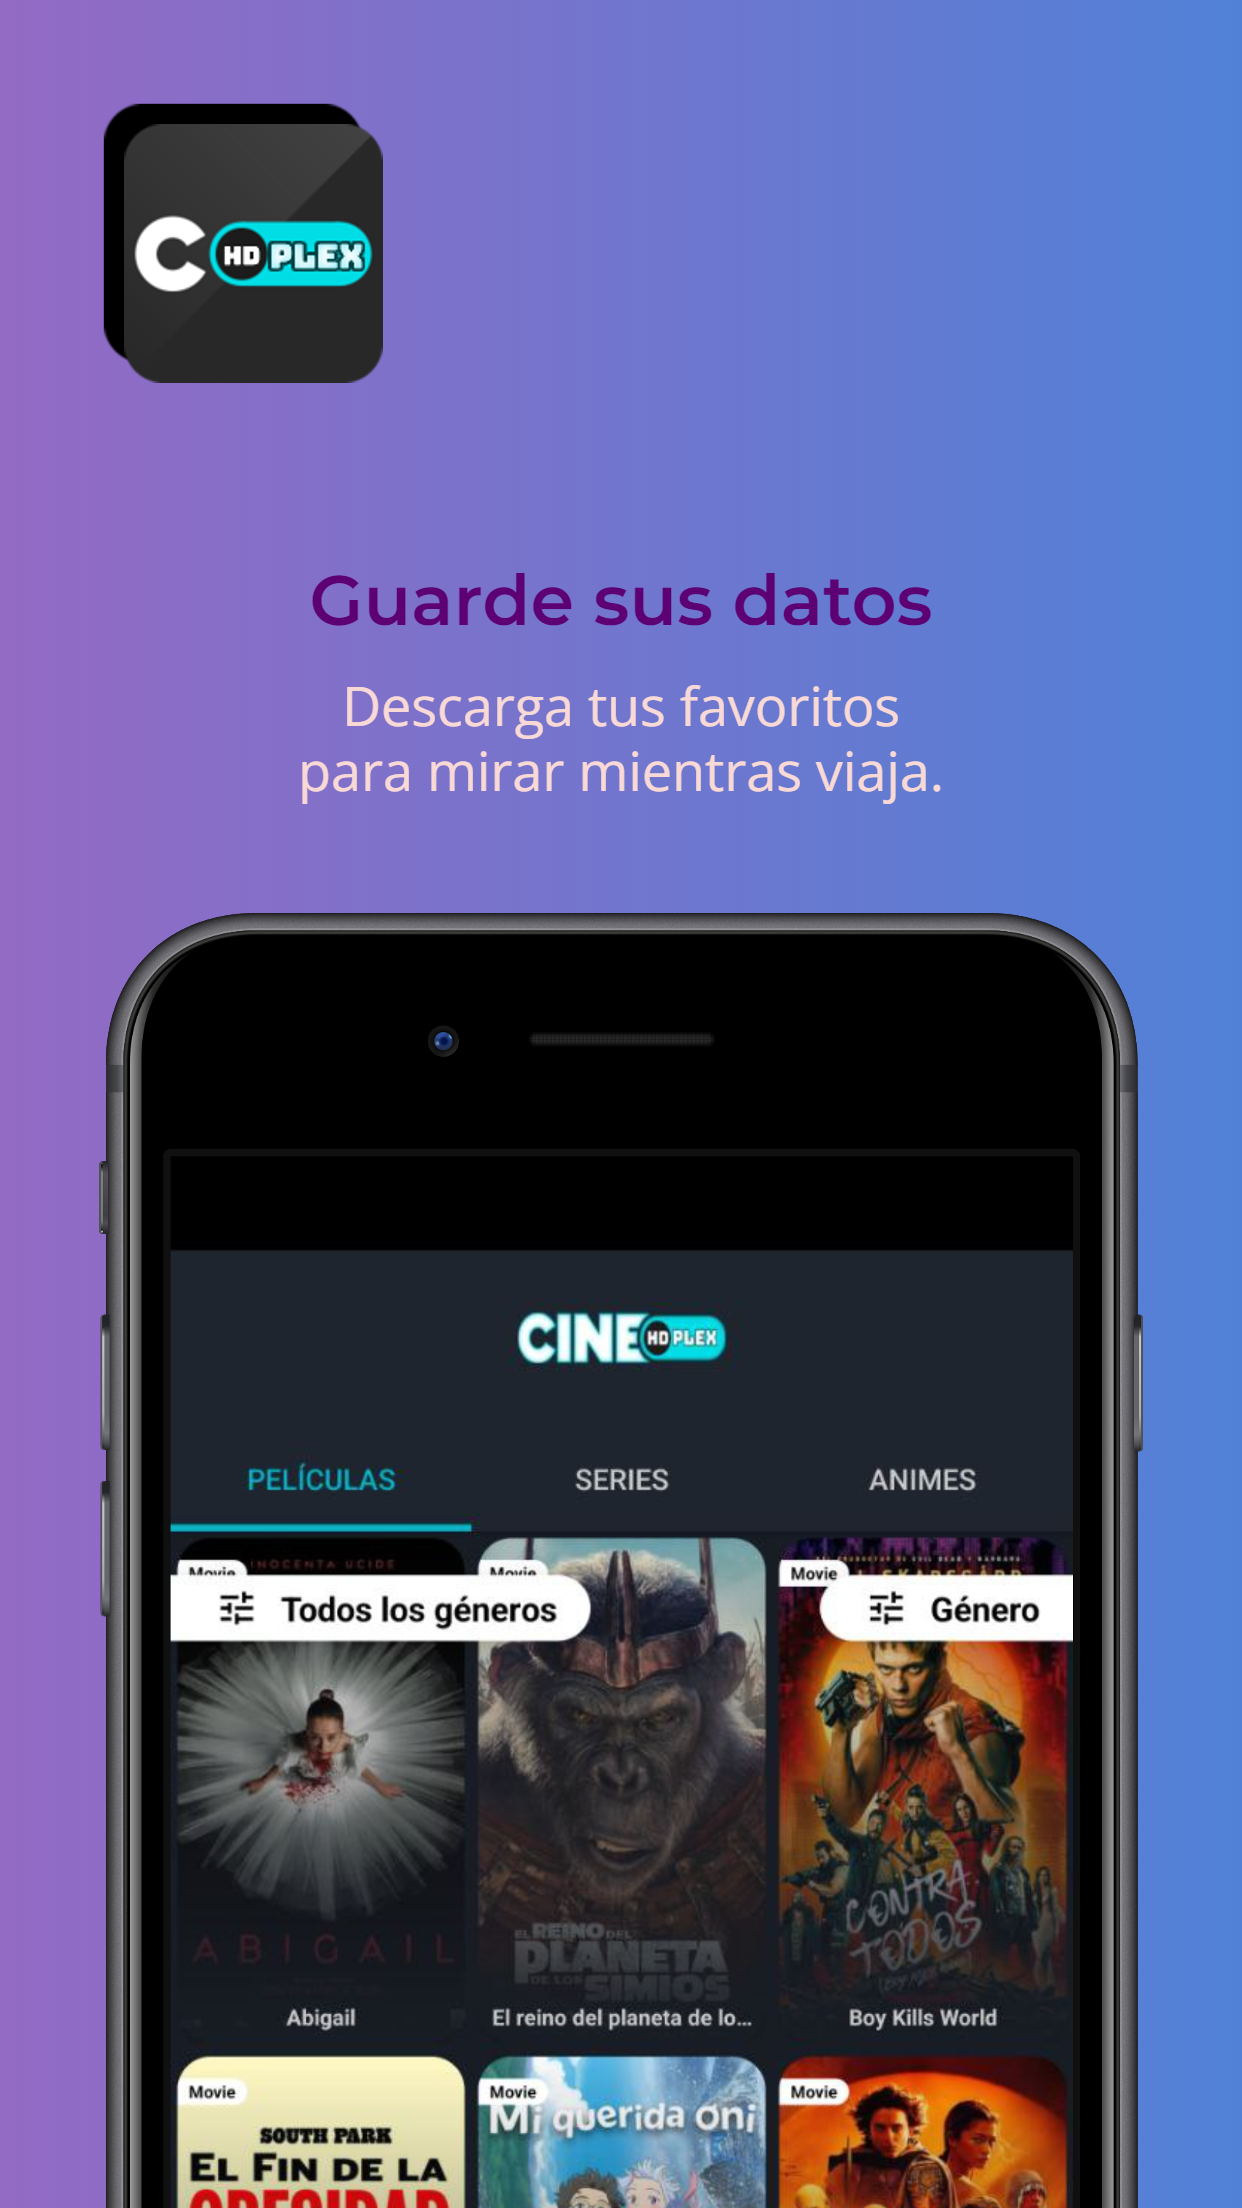 C HD PLEX
Guarde sus datos
Descarga tus favoritos
para mirar mientras viaja.
CINE HD PLEX
PELÍCULAS SERIES ANIMES
INOCENTA UCIDE
Movie Movie Movie
Todos los géneros Género
ABIGAIL
EL REINO DEL
PLANETA
DE LOS SIMIOS
CONTRA
TODOS
Abigail El reino del planeta de lo... Boy Kills World
Movie Movie Movie
SOUTH PARK
EL FIN DE LA
OBESIDAD
Mi querida oni